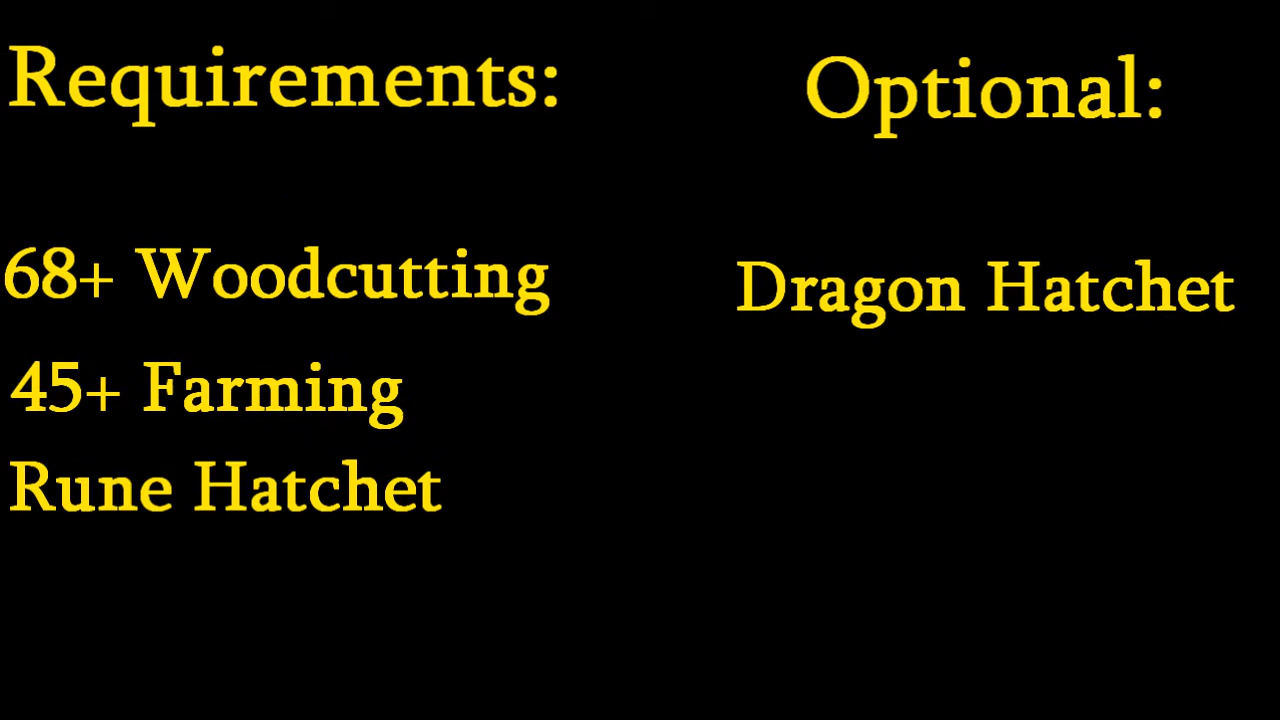 Requirements:
68+ Woodcutting
45+ Farming
Rune Hatchet
Optional:
Dragon Hatchet